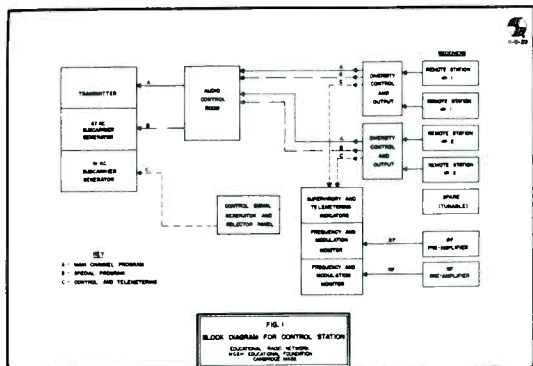 RECEIVERS
TRANSMITTER
67 KC
SUBCARRIER
GENERATOR
41 KC
SUBCARRIER
GENERATOR
A
B
C
AUDIO
CONTROL
ROOM
A
B
C
DIVERSITY
CONTROL
AND
OUTPUT
REMOTE STATION
REMOTE STATION
A
B
C
DIVERSITY
CONTROL
AND
OUTPUT
REMOTE STATION
REMOTE STATION
SPARE
(TUNABLE)
CONTROL SIGNAL
GENERATOR AND
SELECTOR PANEL
SUPERVISORY AND
TELEMETERING
INDICATORS
FREQUENCY AND
MODULATION
MONITOR
FREQUENCY AND
MODULATION
MONITOR
RF
RF
RF
PRE-AMPLIFIER
RF
PRE-AMPLIFIER
KEY
A - MAIN CHANNEL PROGRAM
B - SPECIAL PROGRAM
C - CONTROL AND TELEMETERING
FIG. 1
BLOCK DIAGRAM FOR CONTROL STATION
EDUCATIONAL RADIO NETWORK
WGBH EDUCATIONAL FOUNDATION
CAMBRIDGE MASS